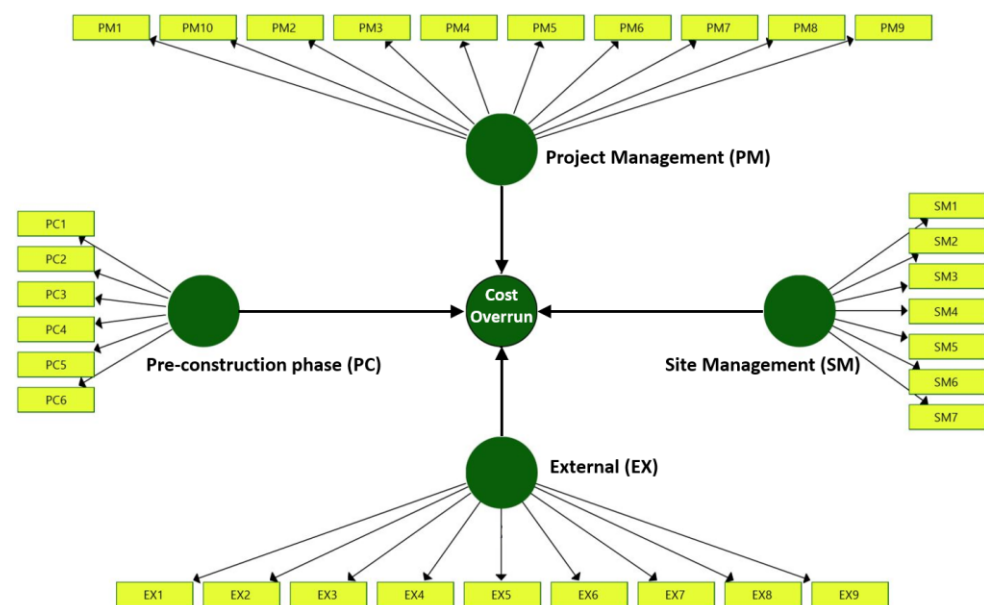 PM1
PM10
PM2
PM3
PM4
PM5
PM6
PM7
PM8
PM9
Project Management (PM)
PC1
PC2
PC3
PC4
PC5
PC6
Pre-construction phase (PC)
Cost
Overrun
SM1
SM2
SM3
SM4
SM5
SM6
SM7
Site Management (SM)
External (EX)
EX1
EX2
EX3
EX4
EX5
EX6
EX7
EX8
EX9